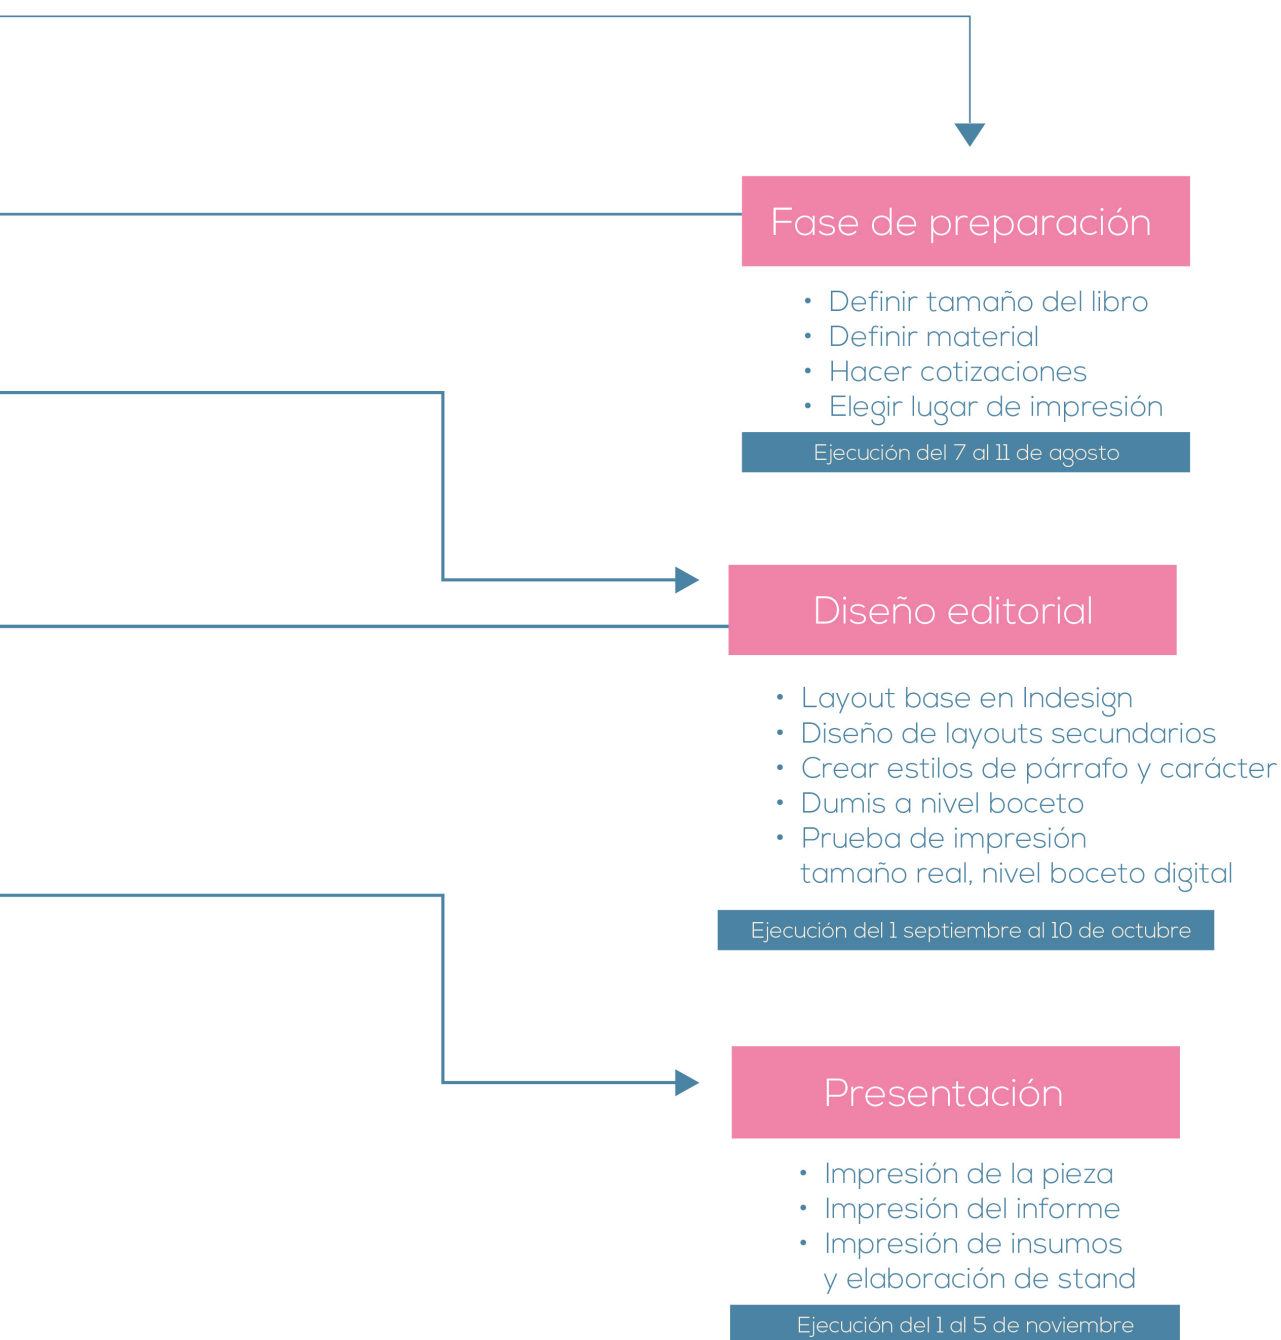 Fase de preparación
• Definir tamaño del libro
• Definir material
• Hacer cotizaciones
• Elegir lugar de impresión
Ejecución del 7 al 11 de agosto
Diseño editorial
• Layout base en Indesign
• Diseño de layouts secundarios
• Crear estilos de párrafo y carácter
• Dumis a nivel boceto
• Prueba de impresión
tamaño real, nivel boceto digital
Ejecución del 1 septiembre al 10 de octubre
Presentación
• Impresión de la pieza
• Impresión del informe
• Impresión de insumos
y elaboración de stand
Ejecución del 1 al 5 de noviembre